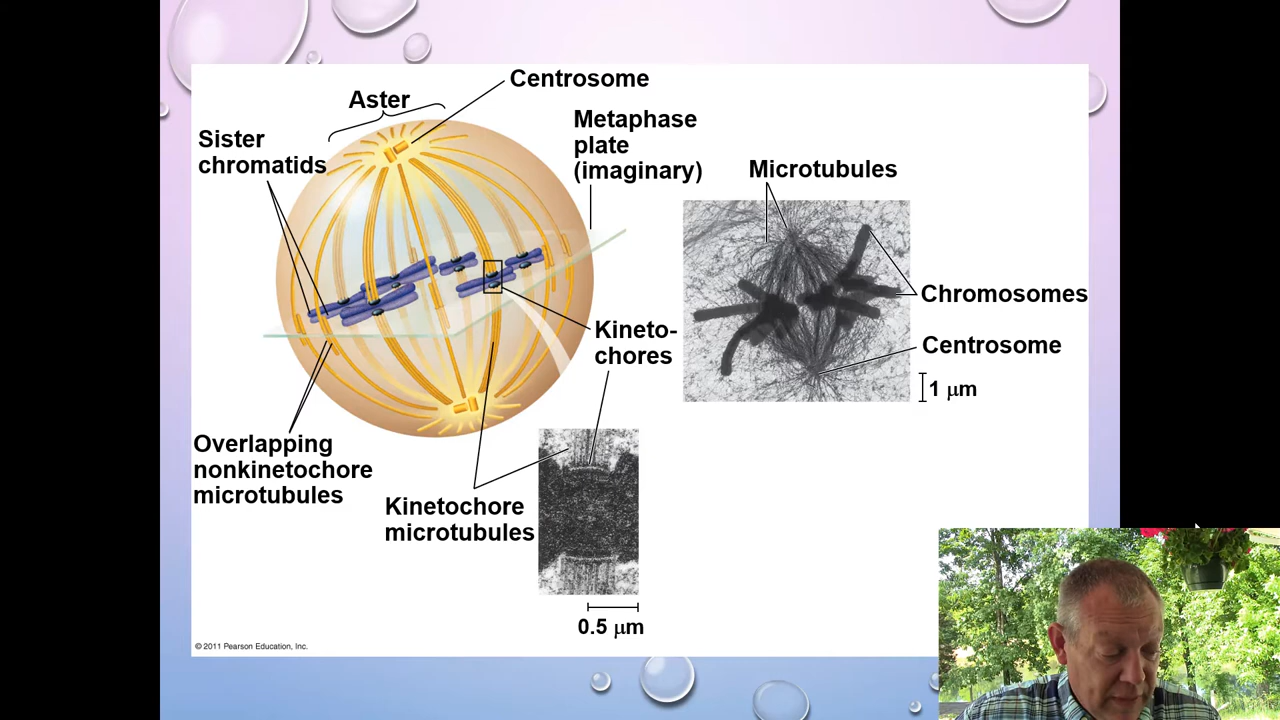 Centrosome
Aster
Metaphase
plate
(imaginary)
Sister
chromatids
Microtubules
Chromosomes
Kineto-
chores
Centrosome
1 μm
Overlapping
nonkinetochore
microtubules
Kinetochore
microtubules
0.5 μm
© 2011 Pearson Education, Inc.